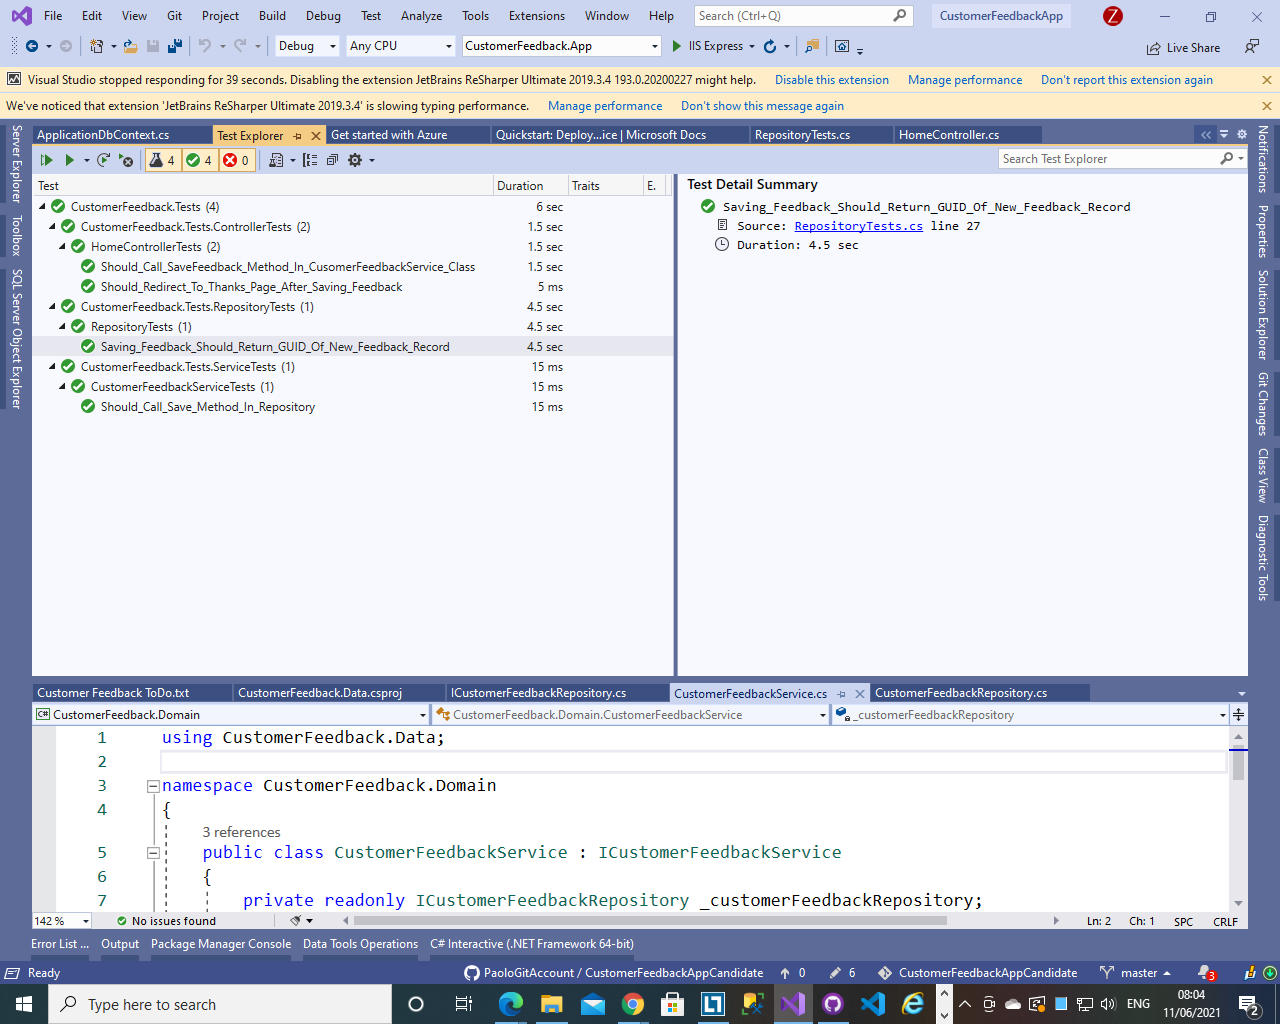 File Edit View Git Project Build Debug Test Analyze Tools Extensions Window Help Search (Ctrl+Q) CustomerFeedbackApp Z
Debug Any CPU CustomerFeedback.App IIS Express Live Share
Visual Studio stopped responding for 39 seconds. Disabling the extension JetBrains ReSharper Ultimate 2019.3.4 193.0.20200227 might help. Disable this extension Manage performance Don't report this extension again
We've noticed that extension 'JetBrains ReSharper Ultimate 2019.3.4' is slowing typing performance. Manage performance Don't show this message again
Server Explorer
Toolbox
SQL Server Object Explorer
ApplicationDbContext.cs Test Explorer Get started with Azure Quickstart: Deploy...ice | Microsoft Docs RepositoryTests.cs HomeController.cs
4 4 0 Search Test Explorer
Test Duration Traits E.
CustomerFeedback.Tests (4) 6 sec
CustomerFeedback.Tests.ControllerTests (2) 1.5 sec
HomeControllerTests (2) 1.5 sec
Should_Call_SaveFeedback_Method_In_CusomerFeedbackService_Class 1.5 sec
Should_Redirect_To_Thanks_Page_After_Saving_Feedback 5 ms
CustomerFeedback.Tests.RepositoryTests (1) 4.5 sec
RepositoryTests (1) 4.5 sec
Saving_Feedback_Should_Return_GUID_Of_New_Feedback_Record 4.5 sec
CustomerFeedback.Tests.ServiceTests (1) 15 ms
CustomerFeedbackServiceTests (1) 15 ms
Should_Call_Save_Method_In_Repository 15 ms
Test Detail Summary
Saving_Feedback_Should_Return_GUID_Of_New_Feedback_Record
Source: RepositoryTests.cs line 27
Duration: 4.5 sec
Notifications
Properties
Solution Explorer
Git Changes
Class View
Diagnostic Tools
Customer Feedback ToDo.txt CustomerFeedback.Data.csproj ICustomerFeedbackRepository.cs CustomerFeedbackService.cs CustomerFeedbackRepository.cs
C# CustomerFeedback.Domain CustomerFeedback.Domain.CustomerFeedbackService _customerFeedbackRepository
1 using CustomerFeedback.Data;
2
3 namespace CustomerFeedback.Domain
4 {
3 references
5 public class CustomerFeedbackService : ICustomerFeedbackService
6 {
7 private readonly ICustomerFeedbackRepository _customerFeedbackRepository;
142 % No issues found Ln: 2 Ch: 1 SPC CRLF
Error List ... Output Package Manager Console Data Tools Operations C# Interactive (.NET Framework 64-bit)
Ready PaoloGitAccount / CustomerFeedbackAppCandidate 0 6 CustomerFeedbackAppCandidate master 3
Type here to search ENG 08:04
11/06/2021 2